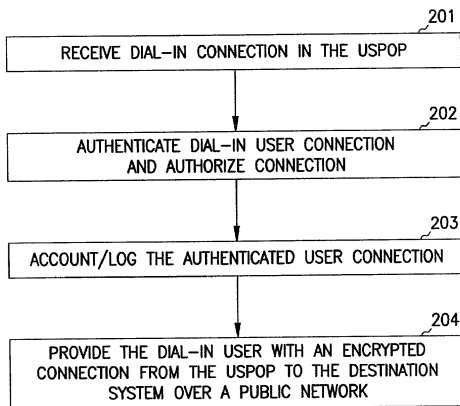 201
RECEIVE DIAL-IN CONNECTION IN THE USPOP
202
AUTHENTICATE DIAL-IN USER CONNECTION
AND AUTHORIZE CONNECTION
203
ACCOUNT/LOG THE AUTHENTICATED USER CONNECTION
204
PROVIDE THE DIAL-IN USER WITH AN ENCRYPTED
CONNECTION FROM THE USPOP TO THE DESTINATION
SYSTEM OVER A PUBLIC NETWORK